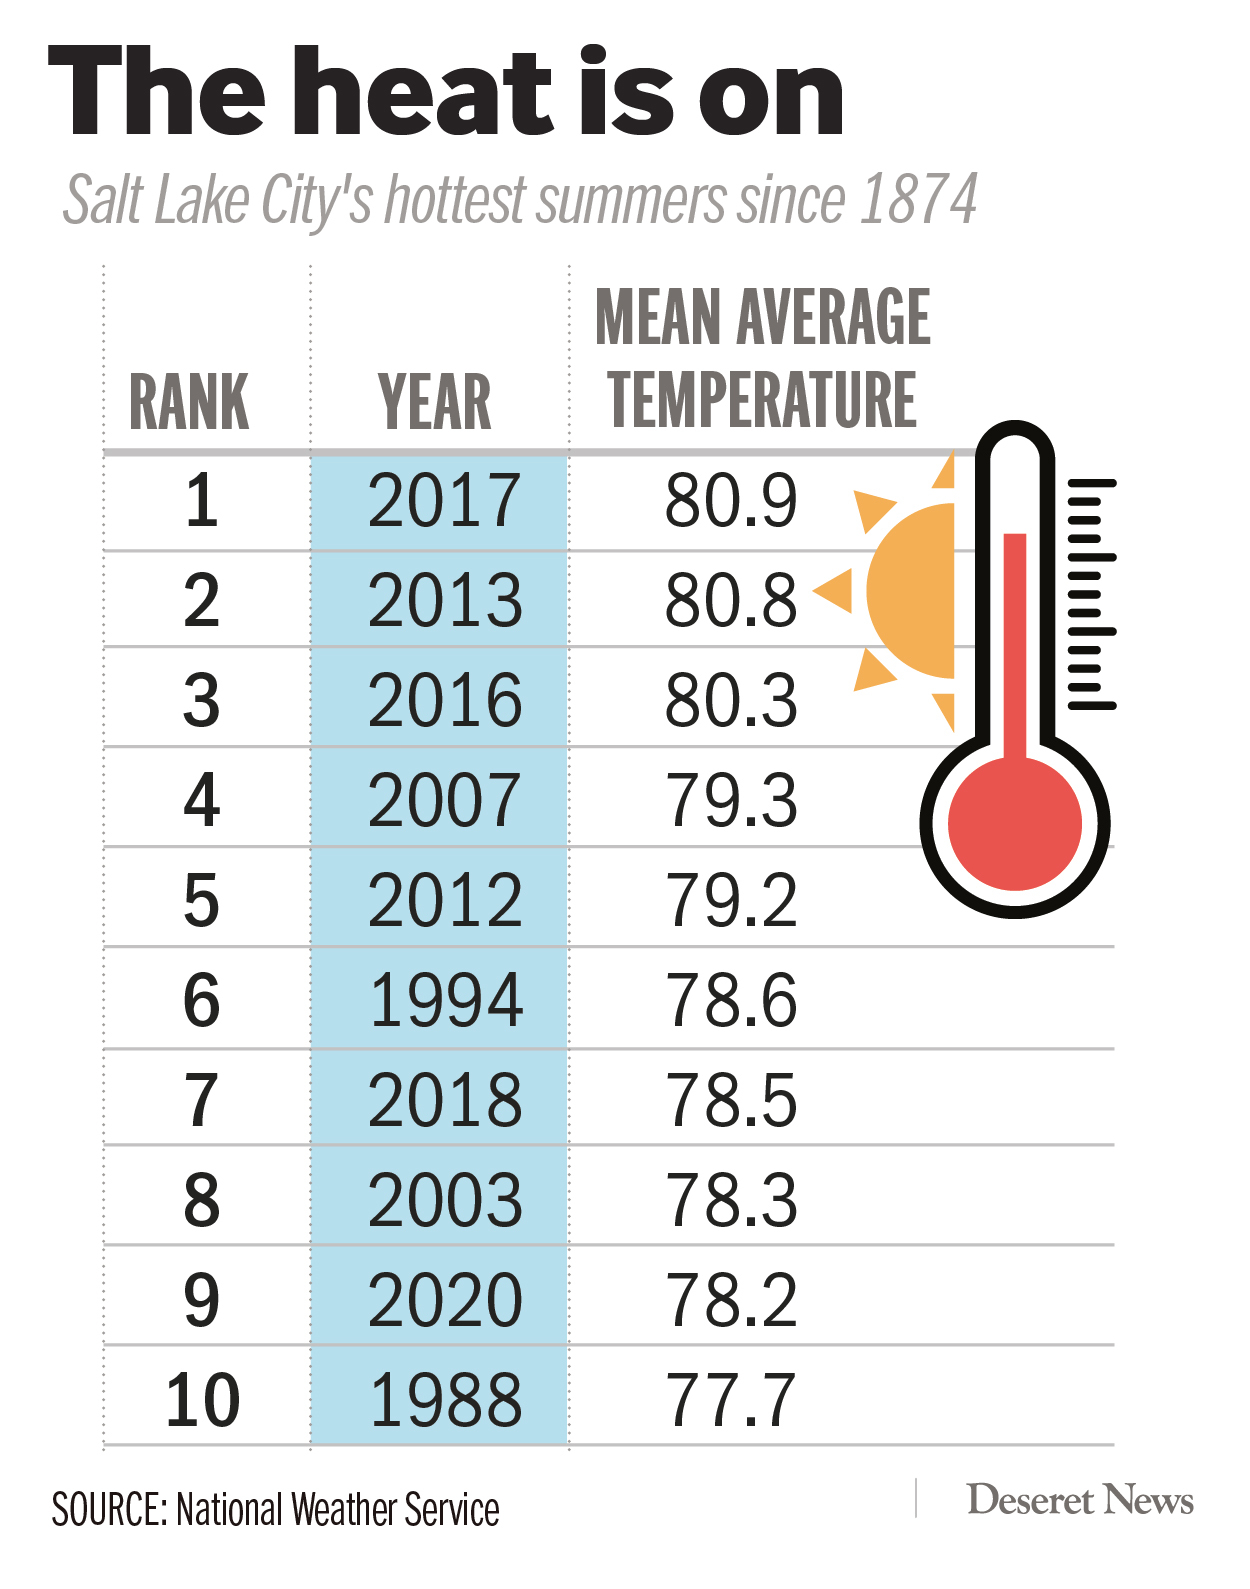 The heat is on
Salt Lake City's hottest summers since 1874
RANK YEAR MEAN AVERAGE TEMPERATURE
1 2017 80.9
2 2013 80.8
3 2016 80.3
4 2007 79.3
5 2012 79.2
6 1994 78.6
7 2018 78.5
8 2003 78.3
9 2020 78.2
10 1988 77.7
SOURCE: National Weather Service
Deseret News